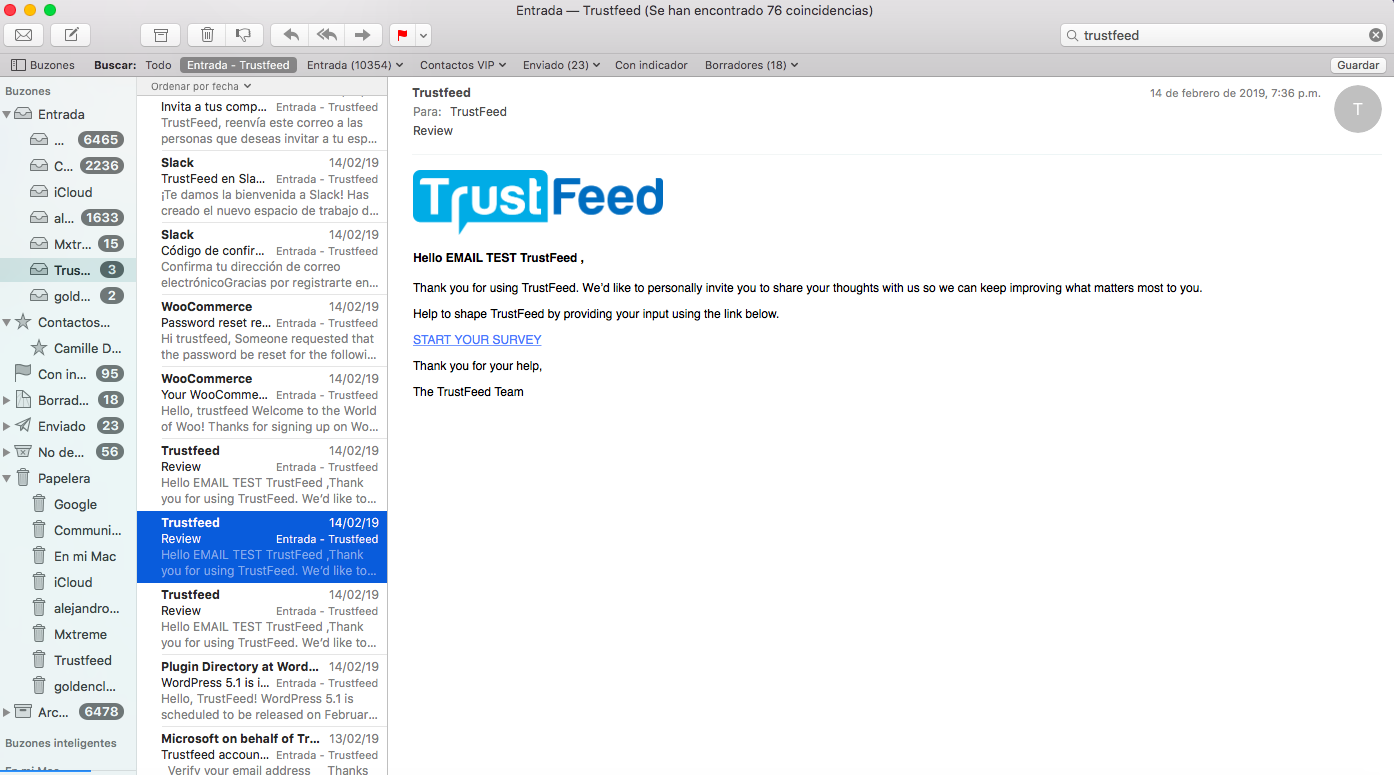 Entrada — Trustfeed (Se han encontrado 76 coincidencias)
trustfeed
Buzones
Buscar: Todo Entrada - Trustfeed Entrada (10354) Contactos VIP Enviado (23) Con indicador Borradores (18)
Guardar
Buzones
Entrada
... 6465
C... 2236
iCloud
al... 1633
Mxtr... 15
Trus... 3
gold... 2
Contactos...
Camille D...
Con in... 95
Borrad... 18
Enviado 23
No de... 56
Papelera
Google
Communi...
En mi Mac
iCloud
alejandro...
Mxtreme
Trustfeed
goldencl...
Arc... 6478
Buzones inteligentes
En mi Mac
Ordenar por fecha
Invita a tus comp... Entrada - Trustfeed
TrustFeed, reenvía este correo a las
personas que deseas invitar a tu esp...
Slack 14/02/19
TrustFeed en Sla... Entrada - Trustfeed
¡Te damos la bienvenida a Slack! Has
creado el nuevo espacio de trabajo d...
Slack 14/02/19
Código de confir... Entrada - Trustfeed
Confirma tu dirección de correo
electrónicoGracias por registrarte en...
WooCommerce 14/02/19
Password reset re... Entrada - Trustfeed
Hi trustfeed, Someone requested that
the password be reset for the followi...
WooCommerce 14/02/19
Your WooComme... Entrada - Trustfeed
Hello, trustfeed Welcome to the World
of Woo! Thanks for signing up on Wo...
Trustfeed 14/02/19
Review Entrada - Trustfeed
Hello EMAIL TEST TrustFeed ,Thank
you for using TrustFeed. We'd like to...
Trustfeed 14/02/19
Review Entrada - Trustfeed
Hello EMAIL TEST TrustFeed ,Thank
you for using TrustFeed. We'd like to...
Trustfeed 14/02/19
Review Entrada - Trustfeed
Hello EMAIL TEST TrustFeed ,Thank
you for using TrustFeed. We'd like to...
Plugin Directory at Word... 14/02/19
WordPress 5.1 is i... Entrada - Trustfeed
Hello, TrustFeed! WordPress 5.1 is
scheduled to be released on Februar...
Microsoft on behalf of Tr... 13/02/19
Trustfeed accoun... Entrada - Trustfeed
Verify your email address Thanks
Trustfeed
14 de febrero de 2019, 7:36 p.m.
T
Para: TrustFeed
Review
TrustFeed
Hello EMAIL TEST TrustFeed ,
Thank you for using TrustFeed. We'd like to personally invite you to share your thoughts with us so we can keep improving what matters most to you.
Help to shape TrustFeed by providing your input using the link below.
START YOUR SURVEY
Thank you for your help,
The TrustFeed Team